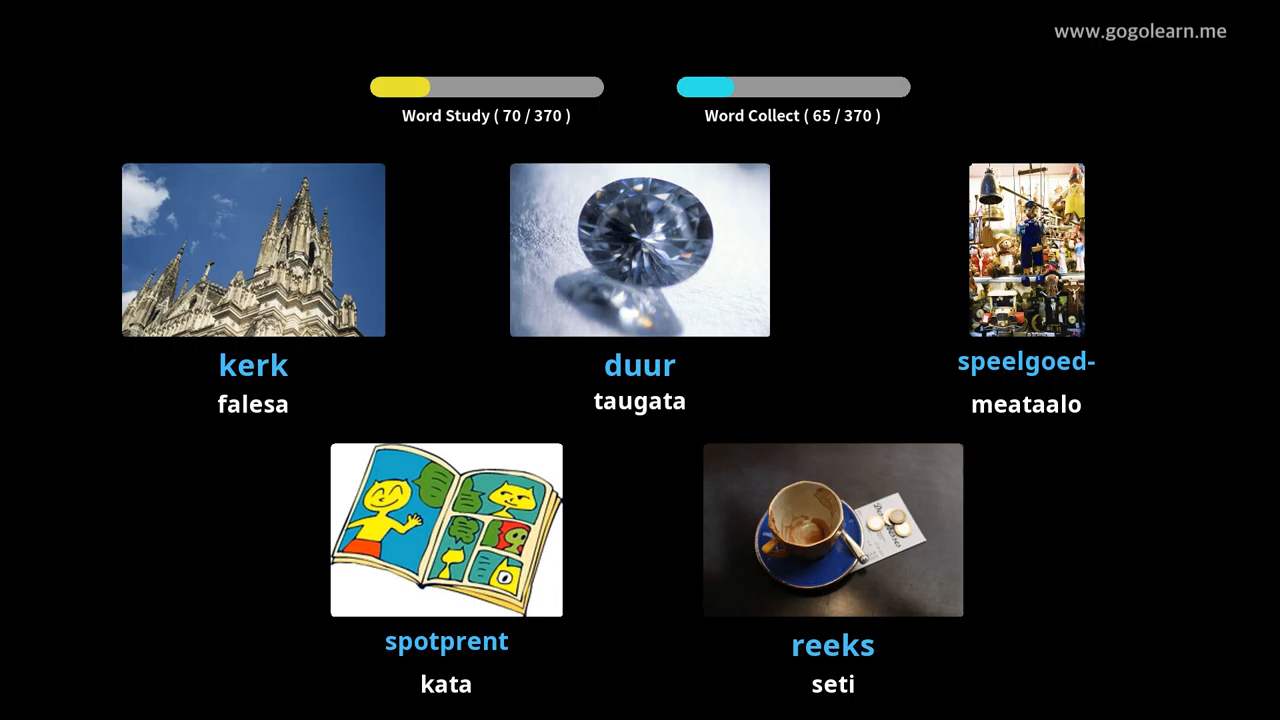 www.gogolearn.me
Word Study ( 70 / 370 )
Word Collect ( 65 / 370 )
kerk
falesa
duur
taugata
speelgoed-
meataalo
spotprent
kata
reeks
seti